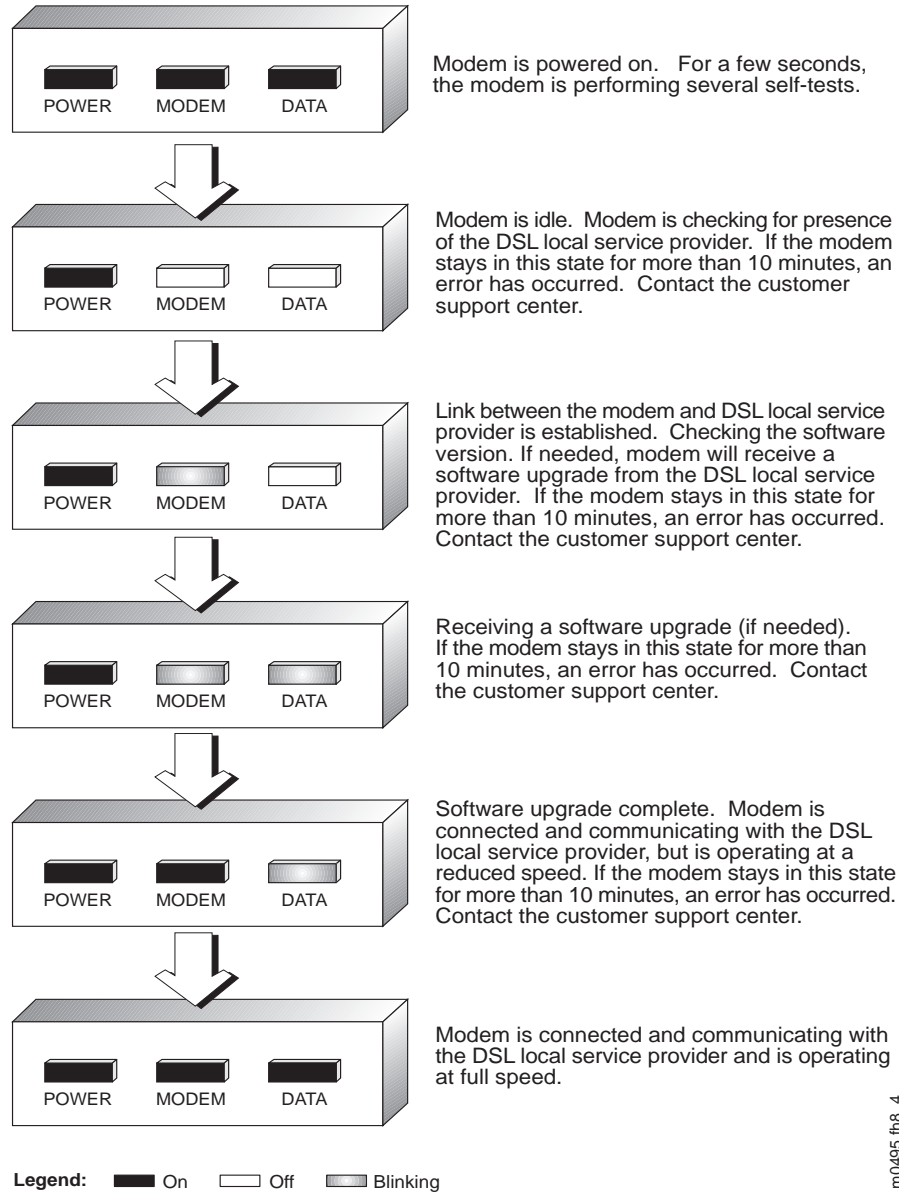 Modem is powered on. For a few seconds,
the modem is performing several self-tests.
POWER MODEM DATA
Modem is idle. Modem is checking for presence
of the DSL local service provider. If the modem
stays in this state for more than 10 minutes, an
error has occurred. Contact the customer
support center.
POWER MODEM DATA
Link between the modem and DSL local service
provider is established. Checking the software
version. If needed, modem will receive a
software upgrade from the DSL local service
provider. If the modem stays in this state for
more than 10 minutes, an error has occurred.
Contact the customer support center.
POWER MODEM DATA
Receiving a software upgrade (if needed).
If the modem stays in this state for more than
10 minutes, an error has occurred. Contact
the customer support center.
POWER MODEM DATA
Software upgrade complete. Modem is
connected and communicating with the DSL
local service provider, but is operating at a
reduced speed. If the modem stays in this state
for more than 10 minutes, an error has occurred.
Contact the customer support center.
POWER MODEM DATA
Modem is connected and communicating with
the DSL local service provider and is operating
at full speed.
POWER MODEM DATA
Legend: On Off Blinking
m0495 fh8_4